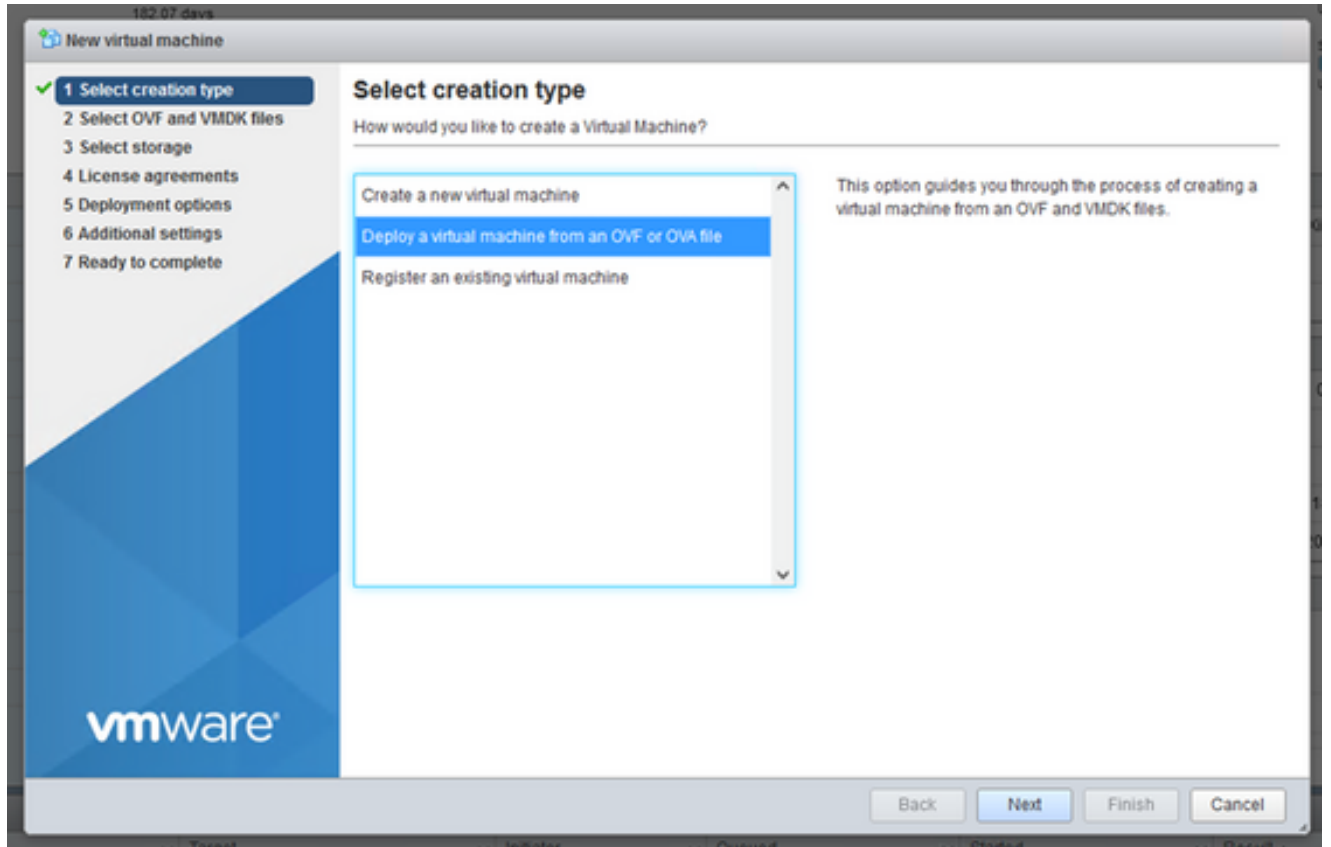 182.07 days
New virtual machine
1 Select creation type
2 Select OVF and VMDK files
3 Select storage
4 License agreements
5 Deployment options
6 Additional settings
7 Ready to complete
Select creation type
How would you like to create a Virtual Machine?
Create a new virtual machine
Deploy a virtual machine from an OVF or OVA file
Register an existing virtual machine
This option guides you through the process of creating a
virtual machine from an OVF and VMDK files.
vmware
Back
Next
Finish
Cancel